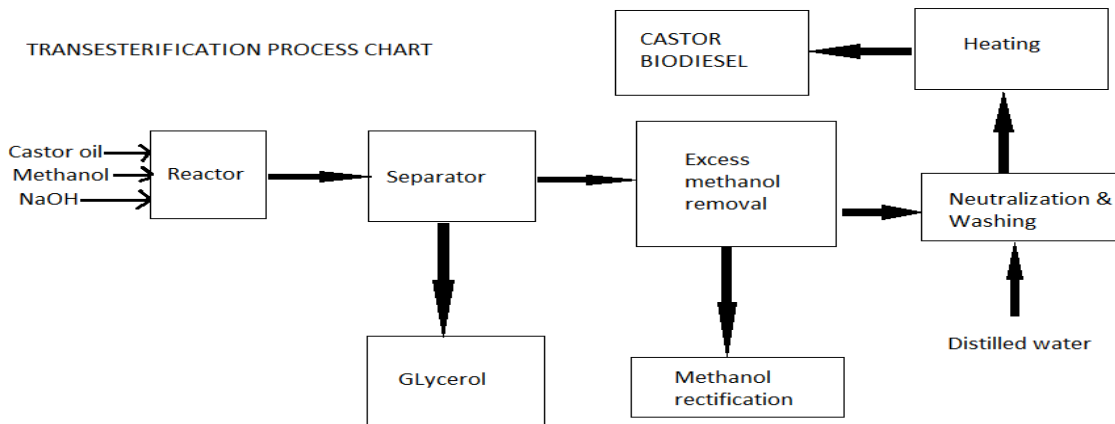 TRANSESTERIFICATION PROCESS CHART
CASTOR
BIODIESEL
Heating
Castor oil
Methanol
NaOH
Reactor
Separator
Excess
methanol
removal
Neutralization &
Washing
GLycerol
Methanol
rectification
Distilled water